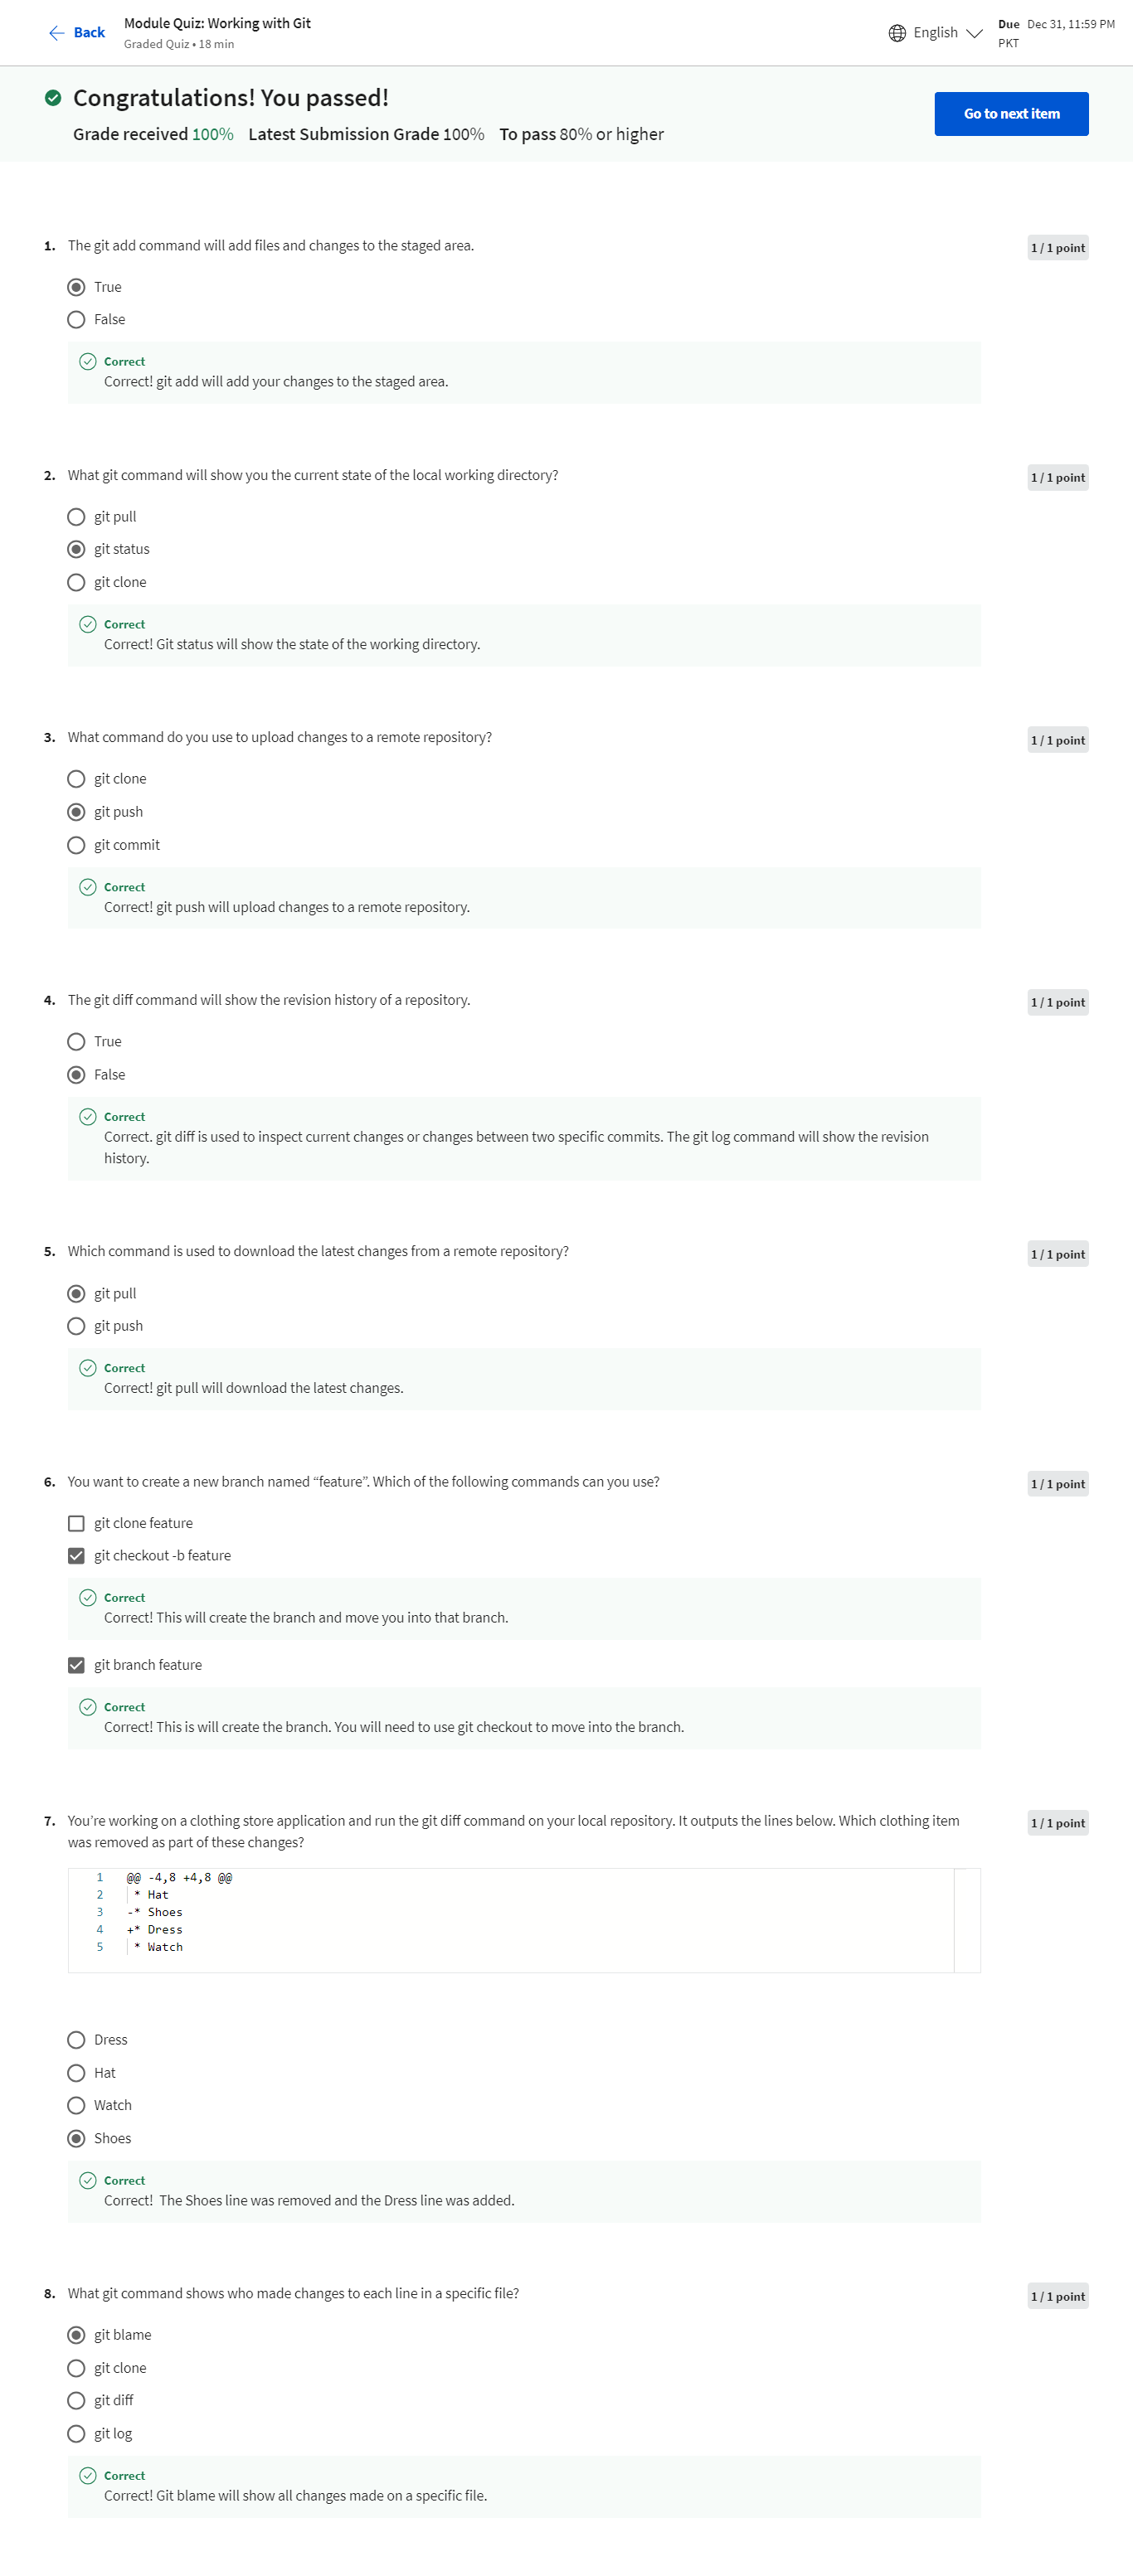 Back
Module Quiz: Working with Git
Graded Quiz • 18 min
English
Due Dec 31, 11:59 PM
PKT
Congratulations! You passed!
Grade received 100% Latest Submission Grade 100% To pass 80% or higher
Go to next item
1. The git add command will add files and changes to the staged area.
1 / 1 point
True
False
Correct
Correct! git add will add your changes to the staged area.
2. What git command will show you the current state of the local working directory?
1 / 1 point
git pull
git status
git clone
Correct
Correct! Git status will show the state of the working directory.
3. What command do you use to upload changes to a remote repository?
1 / 1 point
git clone
git push
git commit
Correct
Correct! git push will upload changes to a remote repository.
4. The git diff command will show the revision history of a repository.
1 / 1 point
True
False
Correct
Correct. git diff is used to inspect current changes or changes between two specific commits. The git log command will show the revision
history.
5. Which command is used to download the latest changes from a remote repository?
1 / 1 point
git pull
git push
Correct
Correct! git pull will download the latest changes.
6. You want to create a new branch named “feature”. Which of the following commands can you use?
1 / 1 point
git clone feature
git checkout -b feature
Correct
Correct! This will create the branch and move you into that branch.
git branch feature
Correct
Correct! This is will create the branch. You will need to use git checkout to move into the branch.
7. You’re working on a clothing store application and run the git diff command on your local repository. It outputs the lines below. Which clothing item
was removed as part of these changes?
1 / 1 point
1 @@ -4,8 +4,8 @@
2 * Hat
3 -* Shoes
4 +* Dress
5 * Watch
Dress
Hat
Watch
Shoes
Correct
Correct! The Shoes line was removed and the Dress line was added.
8. What git command shows who made changes to each line in a specific file?
1 / 1 point
git blame
git clone
git diff
git log
Correct
Correct! Git blame will show all changes made on a specific file.